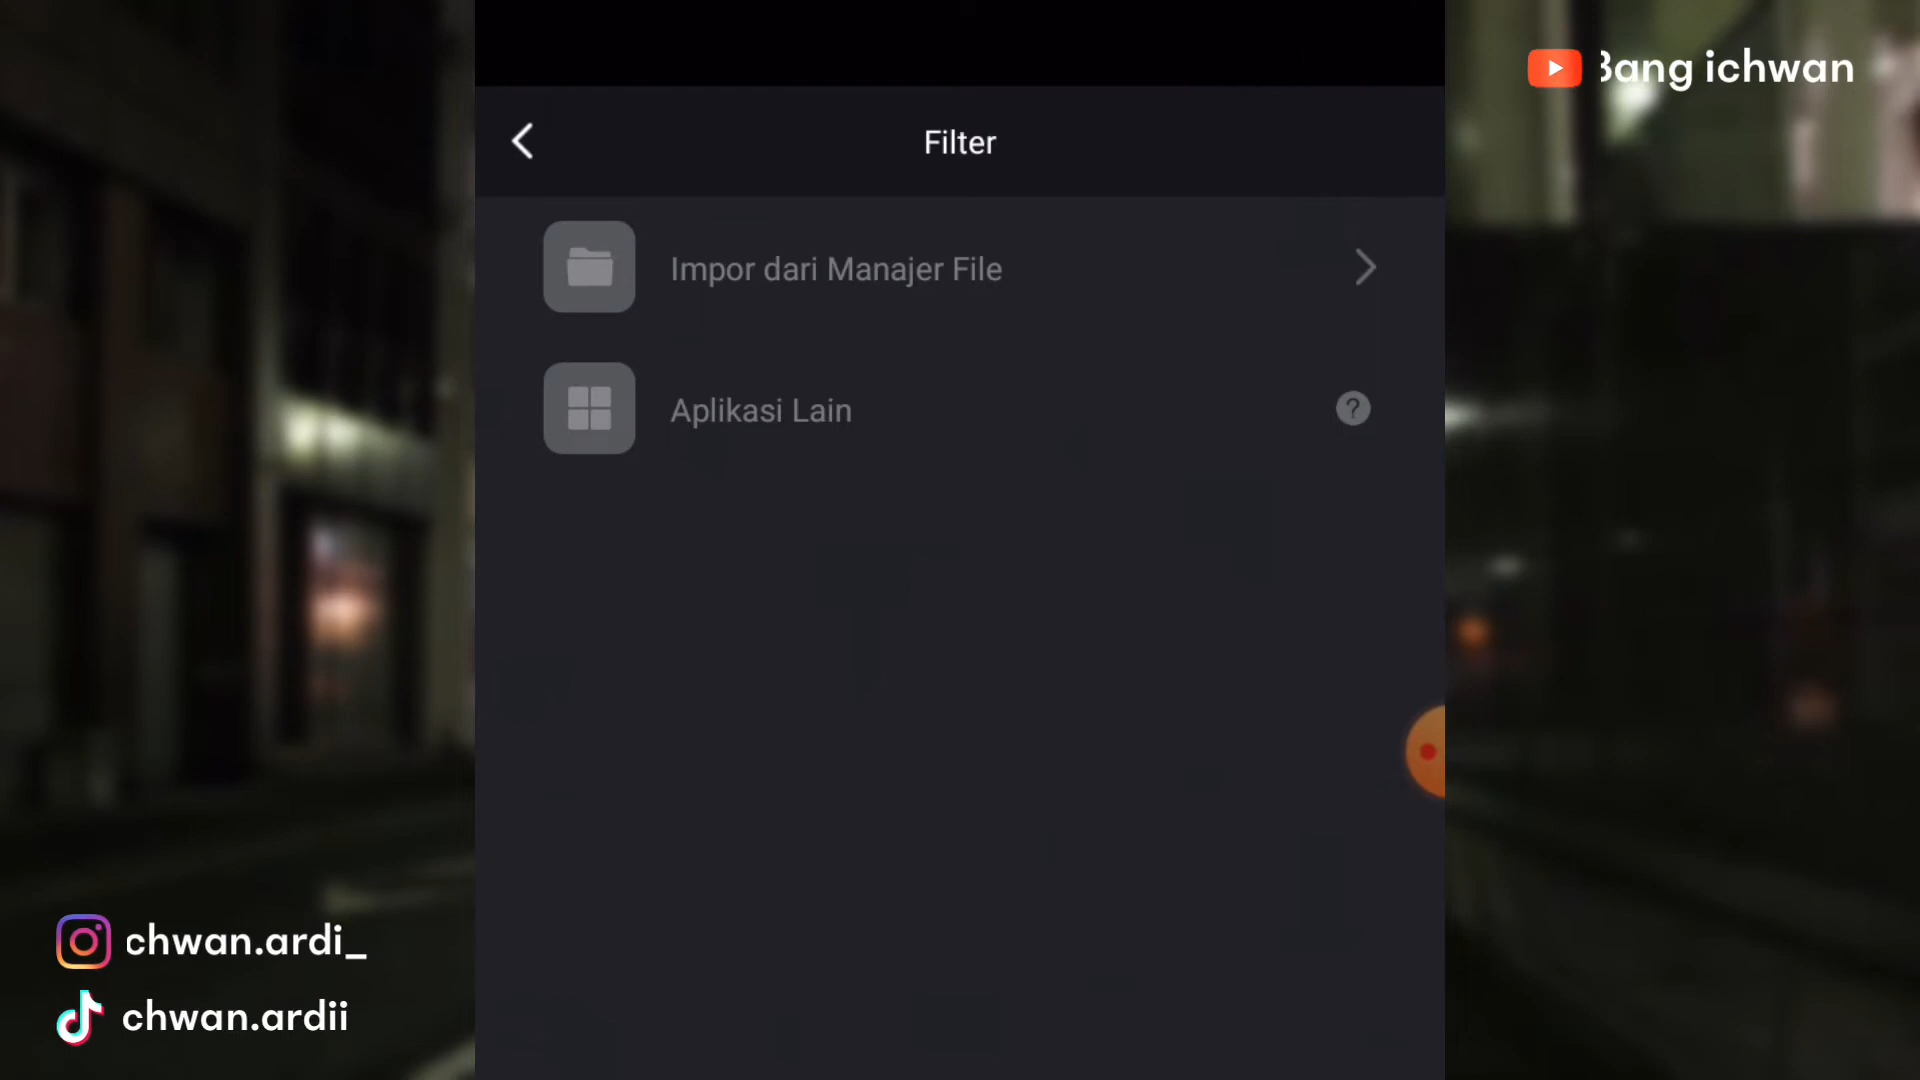 Bang ichwan
Filter
Impor dari Manajer File
Aplikasi Lain
?
chwan.ardi_
chwan.ardii